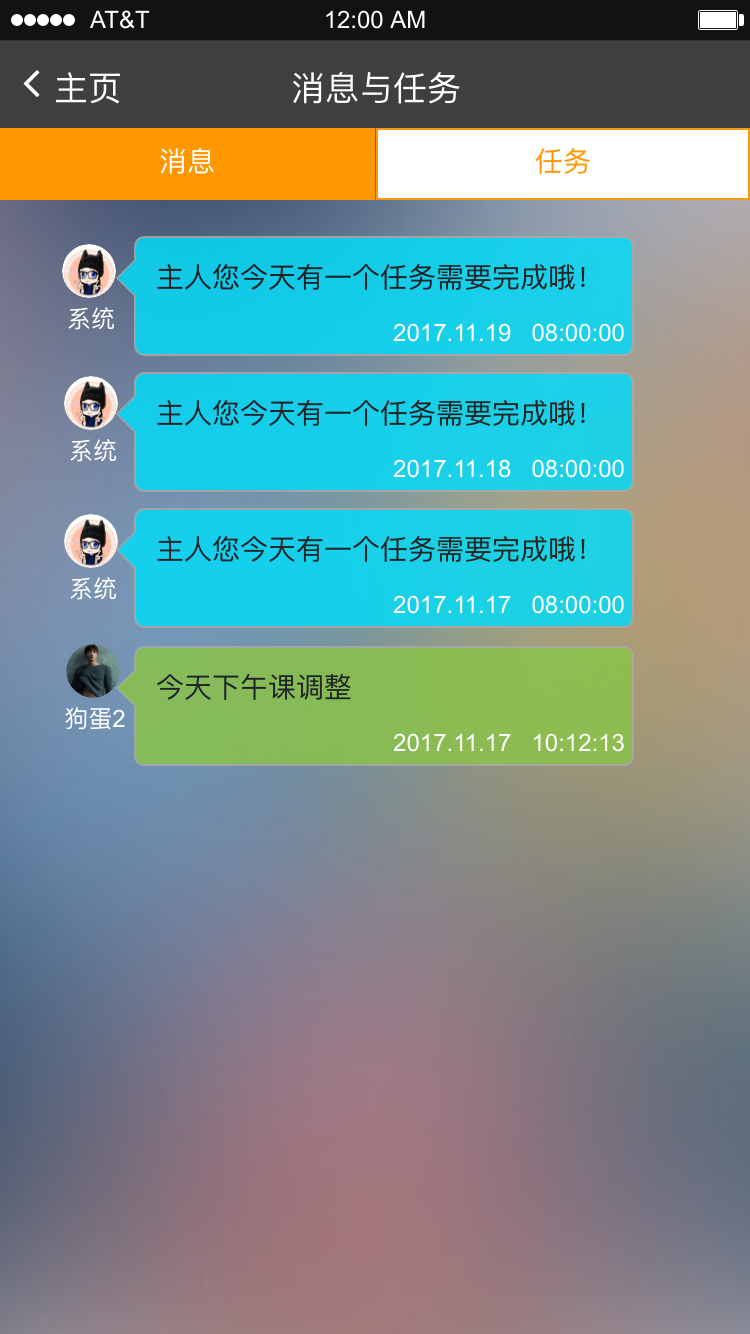 AT&T 12:00 AM
主页 消息与任务
消息 任务
主人您今天有一个任务需要完成哦！
系统
2017.11.19 08:00:00
主人您今天有一个任务需要完成哦！
系统
2017.11.18 08:00:00
主人您今天有一个任务需要完成哦！
系统
2017.11.17 08:00:00
今天下午课调整
狗蛋2
2017.11.17 10:12:13